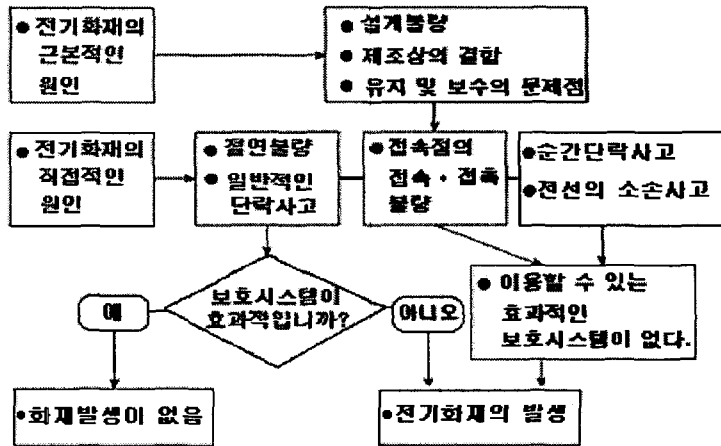 ● 전기화재의
근본적인
원인
● 설계불량
● 제조상의 결함
● 유지 및 보수의 문제점
● 전기화재의
직접적인
원인
● 절연불량
● 일반적인
단락사고
● 접속점의
접속·접촉
불량
● 순간단락사고
● 전선의 소손사고
보호시스템이
효과적입니까?
예
아니오
● 이용할 수 있는
효과적인
보호시스템이 없다.
● 화재발생이 없음
● 전기화재의 발생